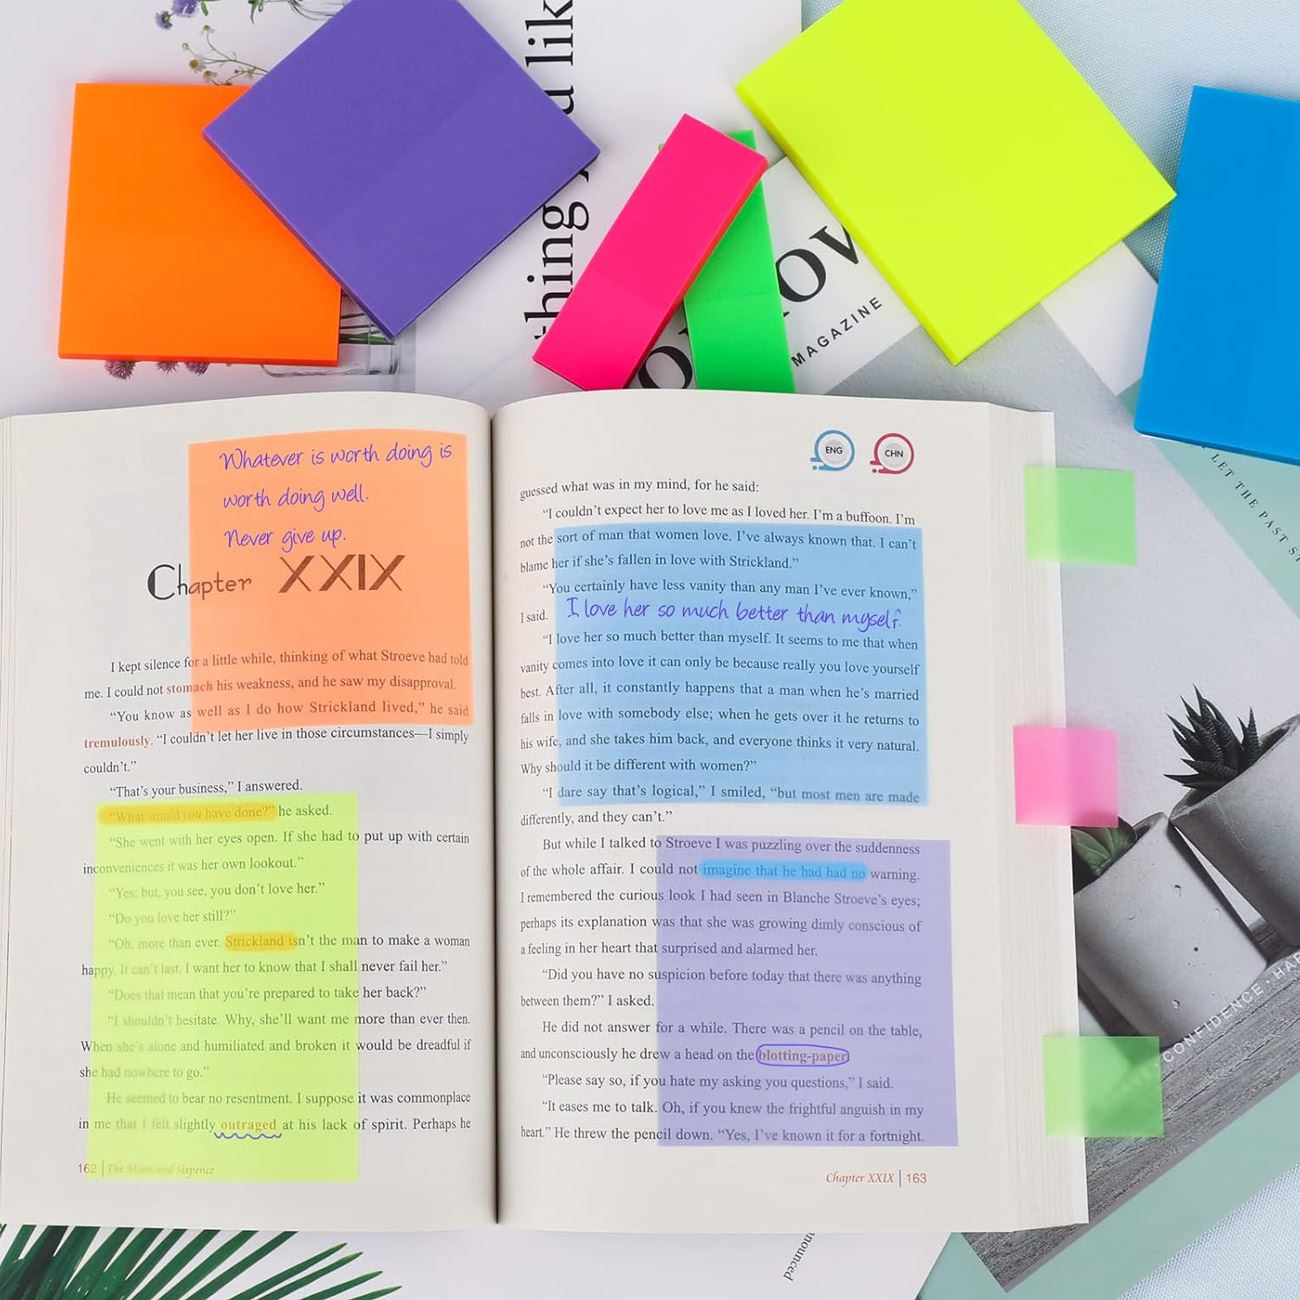 thing you like
MAGAZINE
LET THE PAST
CONFIDENCE.
nounced
Whatever is worth doing is
worth doing well.
Never give up.
Chapter XXIX
I kept silence for a little while, thinking of what Stroeve had told
me. I could not stomach his weakness, and he saw my disapproval.
“You know as well as I do how Strickland lived,” he said
tremulously. “I couldn’t let her live in those circumstances—I simply
couldn’t.”
“That’s your business,” I answered.
“What would you have done?” he asked.
“She went with her eyes open. If she had to put up with certain
inconveniences it was her own lookout.”
“Yes; but, you see, you don’t love her.”
“Do you love her still?”
“Oh, more than ever. Strickland isn’t the man to make a woman
happy. It can’t last. I want her to know that I shall never fail her.”
“Does that mean that you’re prepared to take her back?”
“I shouldn’t hesitate. Why, she’ll want me more than ever then.
When she’s alone and humiliated and broken it would be dreadful if
she had nowhere to go.”
He seemed to bear no resentment. I suppose it was commonplace
in me that I felt slightly outraged at his lack of spirit. Perhaps he
162 | The Moon and Sixpence
ENG CHN
guessed what was in my mind, for he said:
“I couldn’t expect her to love me as I loved her. I’m a buffoon. I’m
not the sort of man that women love. I’ve always known that. I can’t
blame her if she’s fallen in love with Strickland.”
“You certainly have less vanity than any man I’ve ever known,”
I said.
I love her so much better than myself.
“I love her so much better than myself. It seems to me that when
vanity comes into love it can only be because really you love yourself
best. After all, it constantly happens that a man when he’s married
falls in love with somebody else; when he gets over it he returns to
his wife, and she takes him back, and everyone thinks it very natural.
Why should it be different with women?”
“I dare say that’s logical,” I smiled, “but most men are made
differently, and they can’t.”
But while I talked to Stroeve I was puzzling over the suddenness
of the whole affair. I could not imagine that he had had no warning.
I remembered the curious look I had seen in Blanche Stroeve’s eyes;
perhaps its explanation was that she was growing dimly conscious of
a feeling in her heart that surprised and alarmed her.
“Did you have no suspicion before today that there was anything
between them?” I asked.
He did not answer for a while. There was a pencil on the table,
and unconsciously he drew a head on the blotting-paper
“Please say so, if you hate my asking you questions,” I said.
“It eases me to talk. Oh, if you knew the frightful anguish in my
heart.” He threw the pencil down. “Yes, I’ve known it for a fortnight.
Chapter XXIX | 163